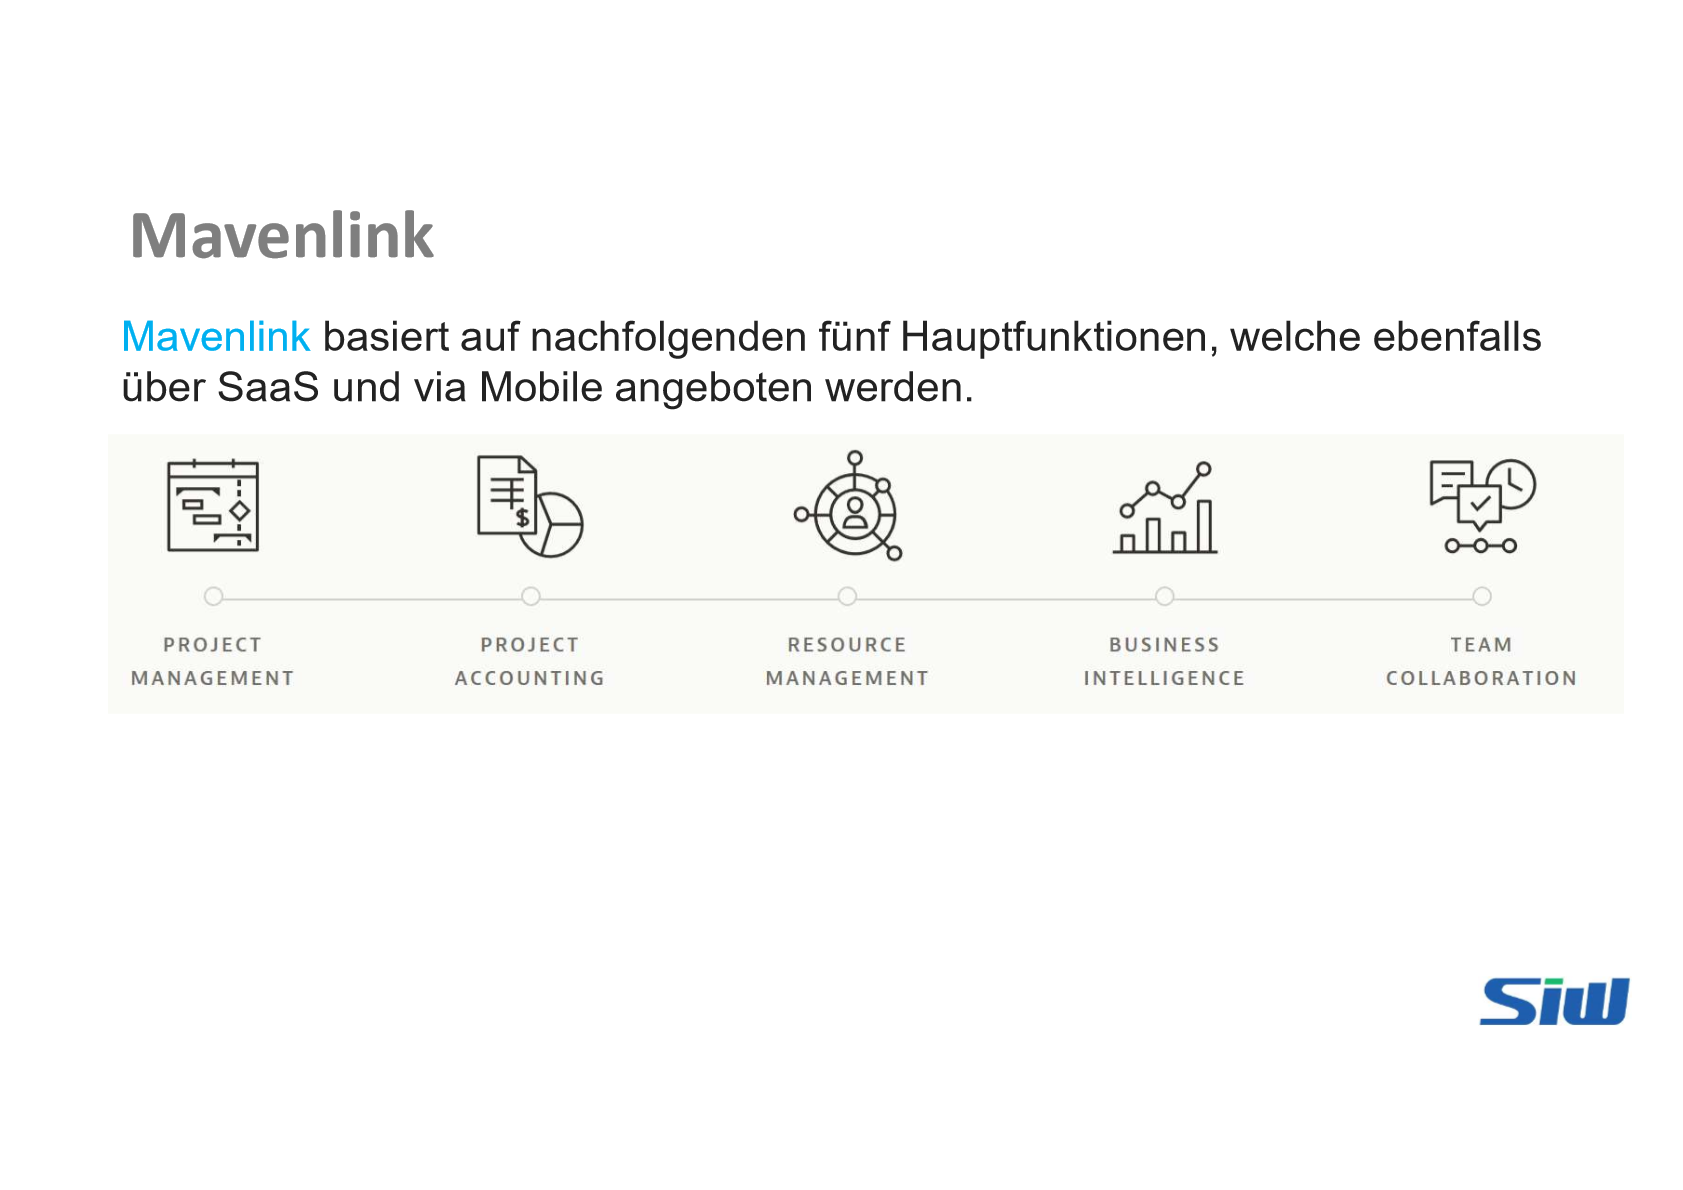 Mavenlink
Mavenlink basiert auf nachfolgenden fünf Hauptfunktionen, welche ebenfalls
über SaaS und via Mobile angeboten werden.
$
PROJECT MANAGEMENT
PROJECT ACCOUNTING
RESOURCE MANAGEMENT
BUSINESS INTELLIGENCE
TEAM COLLABORATION
Siw